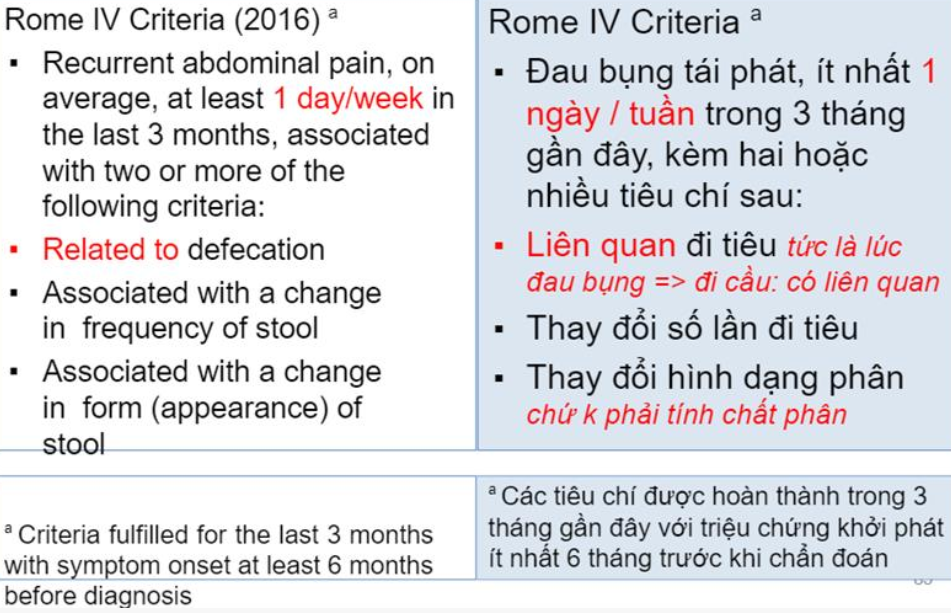 Rome IV Criteria (2016) ª
▪ Recurrent abdominal pain, on
average, at least 1 day/week in
the last 3 months, associated
with two or more of the
following criteria:
▪ Related to defecation
▪ Associated with a change
in frequency of stool
▪ Associated with a change
in form (appearance) of
stool
ª Criteria fulfilled for the last 3 months
with symptom onset at least 6 months
before diagnosis
Rome IV Criteria ª
▪ Đau bụng tái phát, ít nhất 1
ngày / tuần trong 3 tháng
gần đây, kèm hai hoặc
nhiều tiêu chí sau:
▪ Liên quan đi tiêu tức là lúc
đau bụng => đi cầu: có liên quan
▪ Thay đổi số lần đi tiêu
▪ Thay đổi hình dạng phân
chứ k phải tính chất phân
ª Các tiêu chí được hoàn thành trong 3
tháng gần đây với triệu chứng khởi phát
ít nhất 6 tháng trước khi chẩn đoán